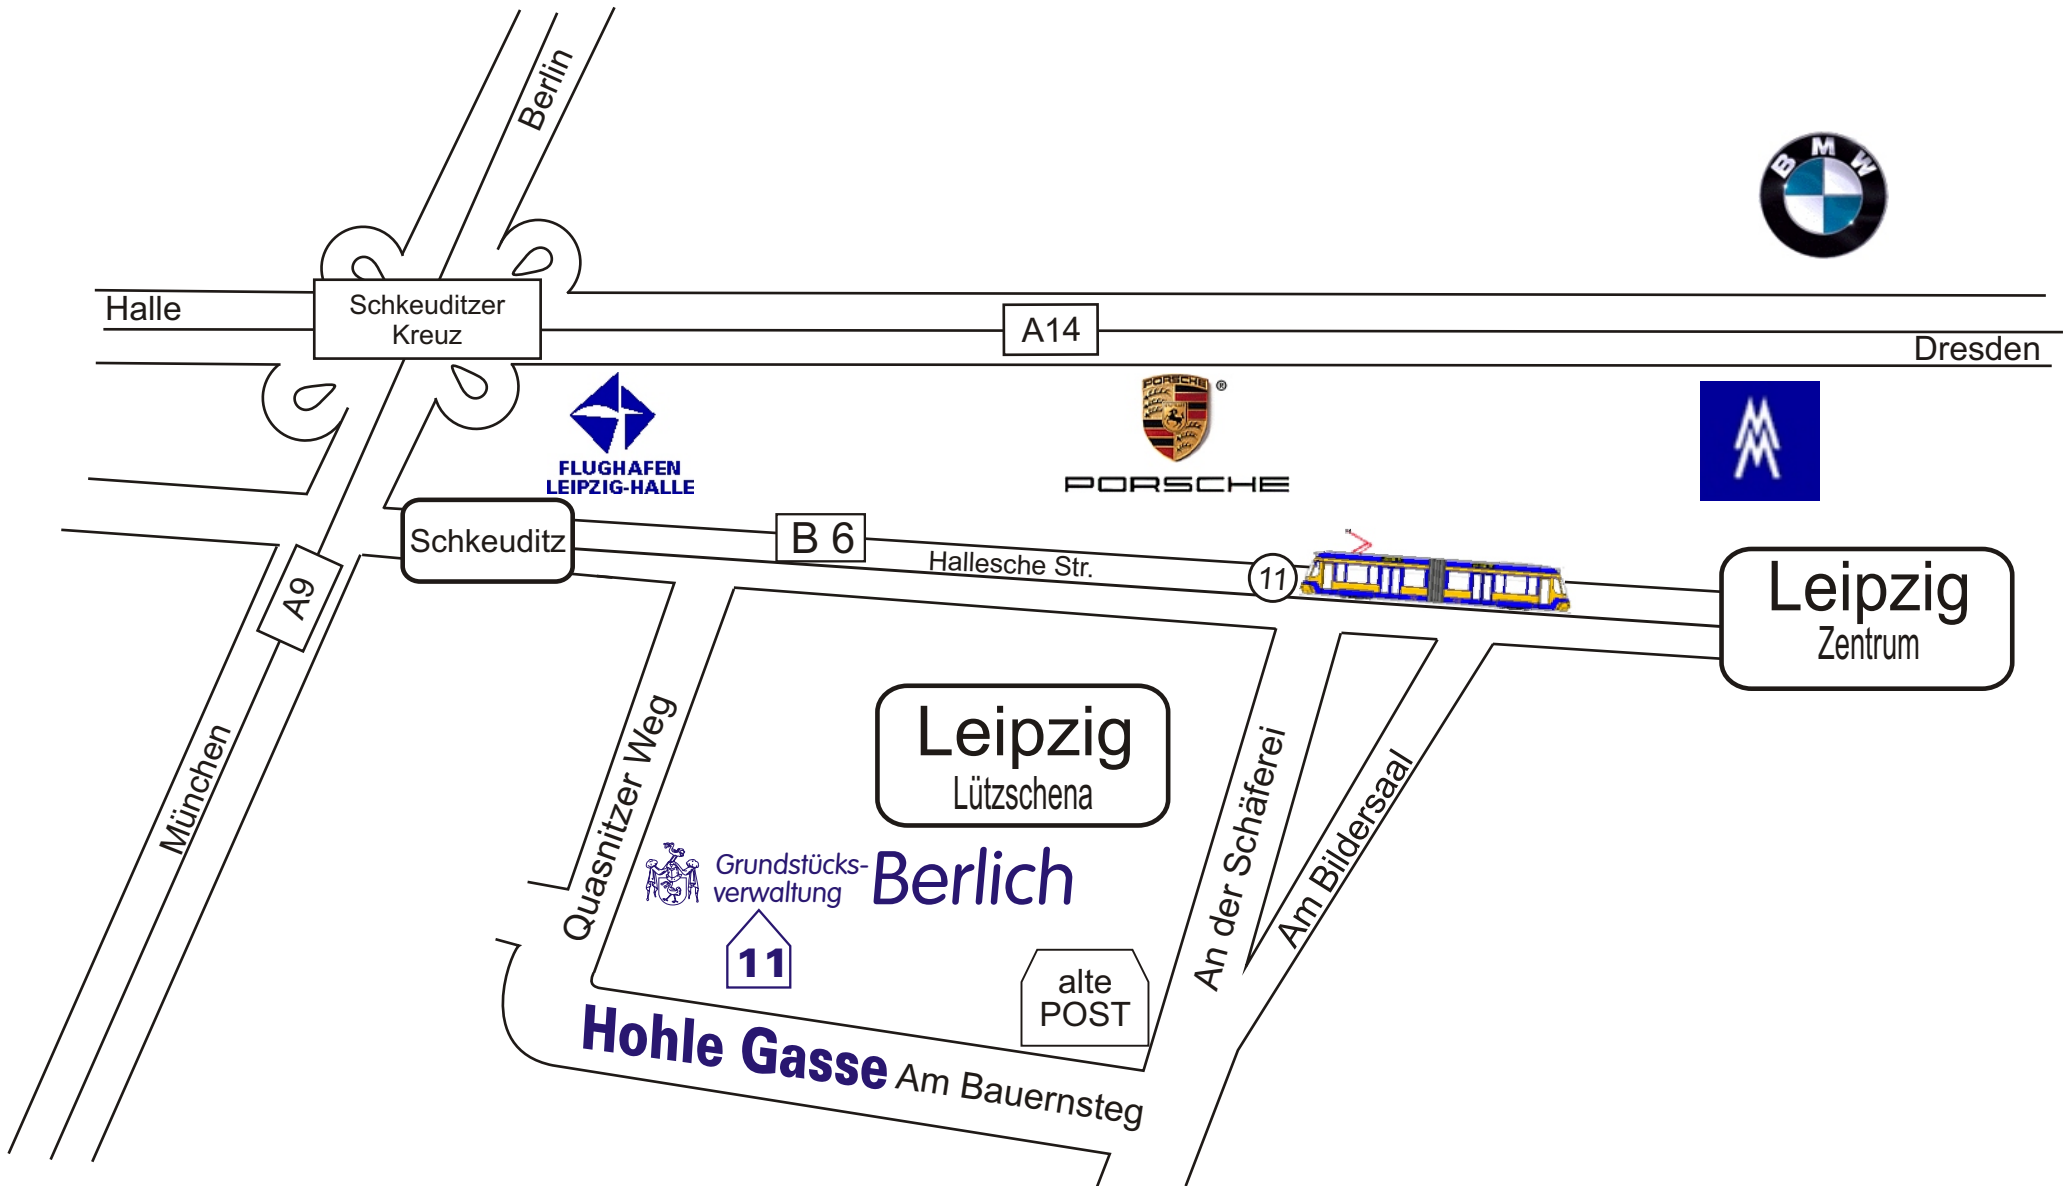 Berlin
BMW
Halle
Schkeuditzer
Kreuz
A14
Dresden
FLUGHAFEN
LEIPZIG-HALLE
PORSCHE
®
PORSCHE
MM
Schkeuditz
B 6
Hallesche Str.
11
Leipzig
Zentrum
A9
München
Quasnitzer Weg
Leipzig
Lützschena
An der Schäferei
Am Bildersaal
Grundstücks-
verwaltung
Berlich
11
alte
POST
Hohle Gasse
Am Bauernsteg